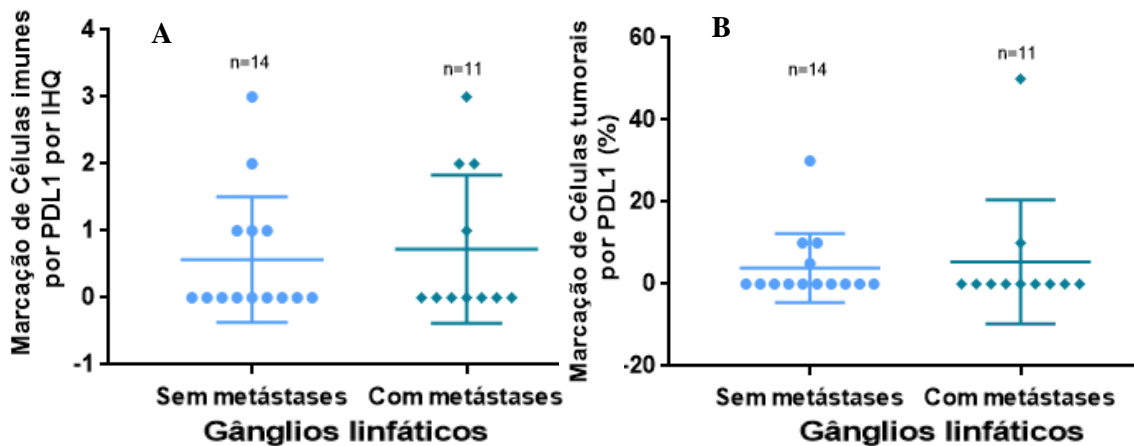 A
Marcação de Células imunes
por PDL1 por IHQ
4
3
2
1
0
-1
n=14
n=11
Sem metástases
Com metástases
Gânglios linfáticos
B
Marcação de Células tumorais
por PDL1 (%)
60
40
20
0
-20
n=14
n=11
Sem metástases
Com metástases
Gânglios linfáticos